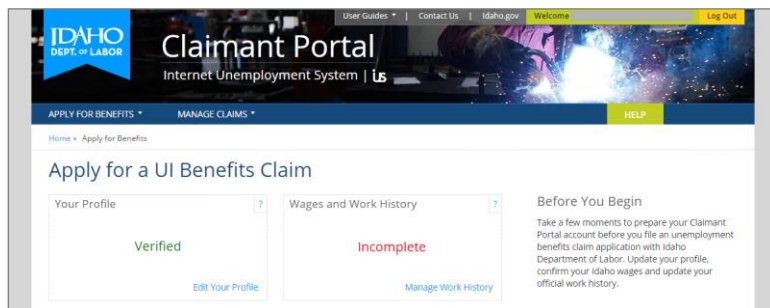 User Guides | Contact Us | Idaho.gov Welcome Log Out
IDAHO
DEPT. OF LABOR
Claimant Portal
Internet Unemployment System | ius
APPLY FOR BENEFITS MANAGE CLAIMS HELP
Home » Apply for Benefits
Apply for a UI Benefits Claim
Your Profile ?
Verified
Edit Your Profile
Wages and Work History ?
Incomplete
Manage Work History
Before You Begin
Take a few moments to prepare your Claimant
Portal account before you file an unemployment
benefits claim application with Idaho
Department of Labor. Update your profile,
confirm your Idaho wages and update your
official work history.